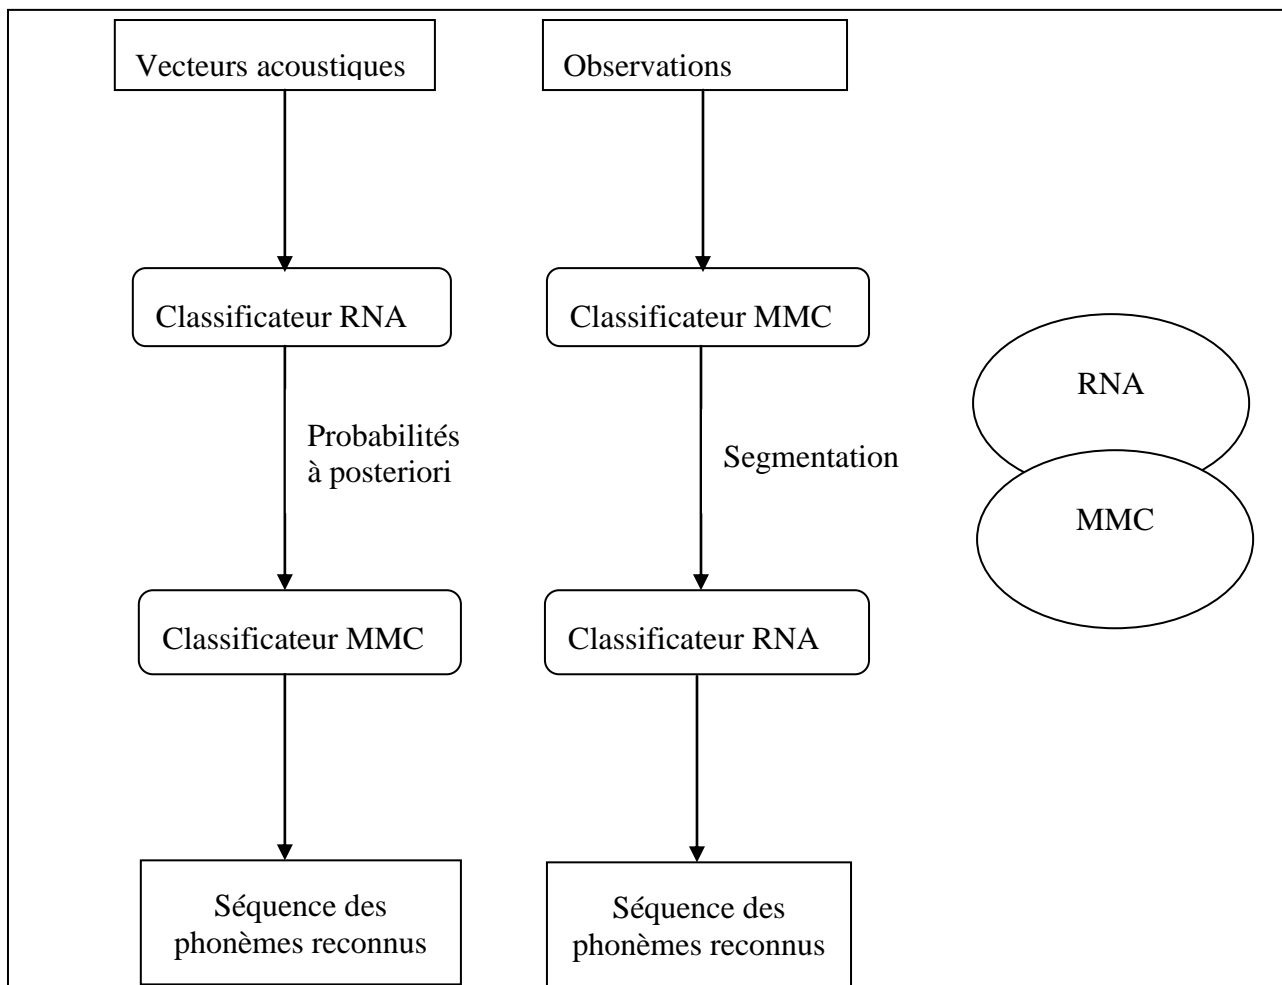 Vecteurs acoustiques
Observations
Classificateur RNA
Classificateur MMC
RNA
Probabilités
à posteriori
Segmentation
MMC
Classificateur MMC
Classificateur RNA
Séquence des
phonèmes reconnus
Séquence des
phonèmes reconnus